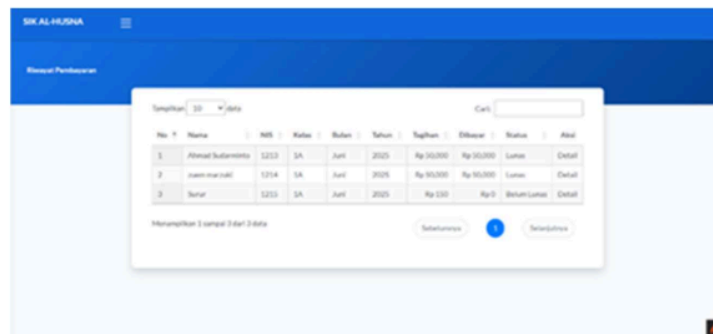 SIK AL-HUSNA
Riwayat Pembayaran
Tampilkan 10 data Cari:
No Nama NIS Kelas Bulan Tahun Tagihan Dibayar Status Aksi
1 Ahmad Sudarminto 1213 1A Juni 2025 Rp 50,000 Rp 50,000 Lunas Detail
2 zaen marzuki 1214 1A Juni 2025 Rp 50,000 Rp 50,000 Lunas Detail
3 Surur 1215 1A Juni 2025 Rp 150 Rp 0 Belum Lunas Detail
Menampilkan 1 sampai 3 dari 3 data
Sebelumnya 1 Selanjutnya